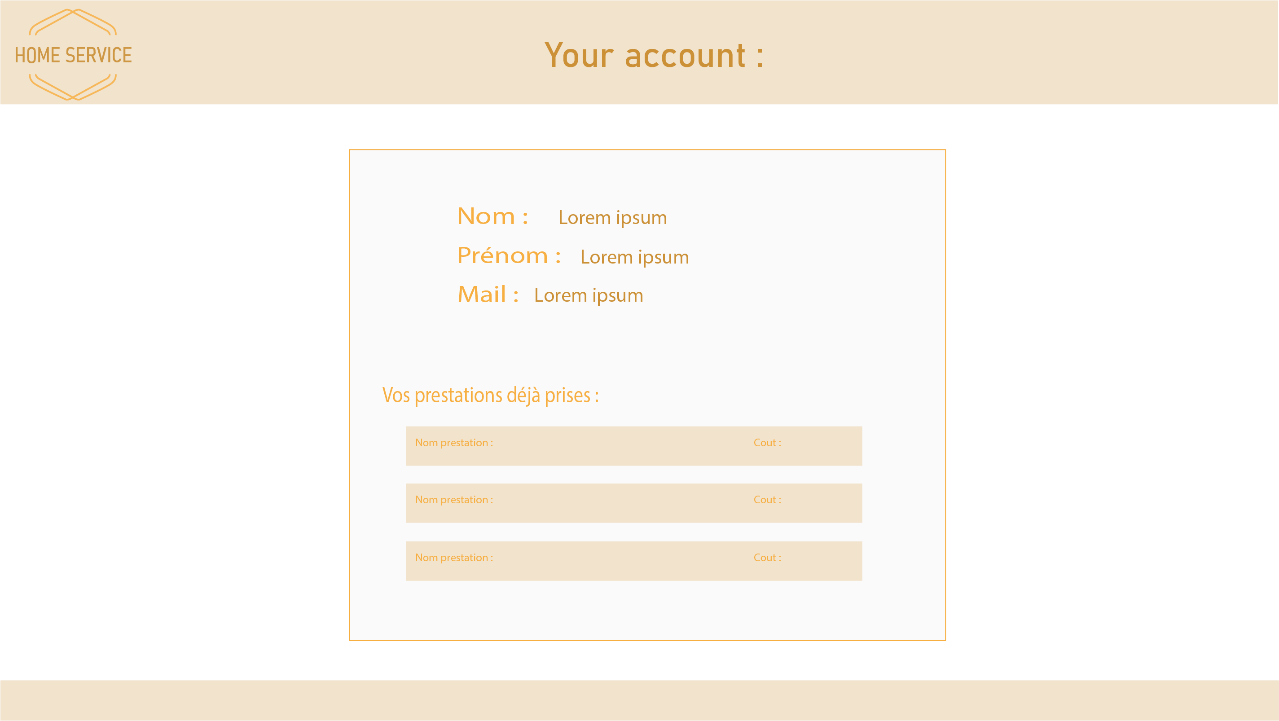 HOME SERVICE
Your account :
Nom : Lorem ipsum
Prénom : Lorem ipsum
Mail : Lorem ipsum
Vos prestations déjà prises :
Nom prestation : Cout :
Nom prestation : Cout :
Nom prestation : Cout :